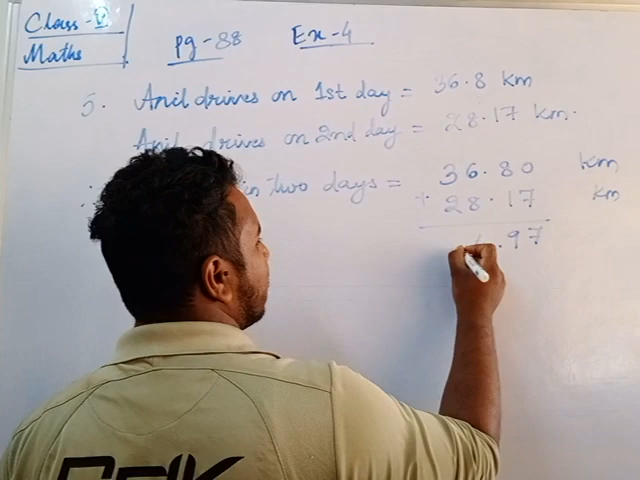 Class - V
Maths
Pg - 88
Ex - 4
5. Anil drives on 1st day = 36.8 km
Anil drives on 2nd day = 28.17 km.
in two days = 36.80 km
+ 28.17 km
.97